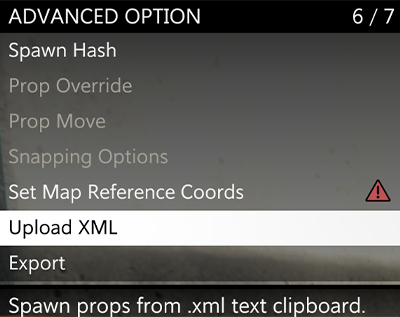 ADVANCED OPTION 6 / 7
Spawn Hash
Prop Override
Prop Move
Snapping Options
Set Map Reference Coords
Upload XML
Export
Spawn props from .xml text clipboard.